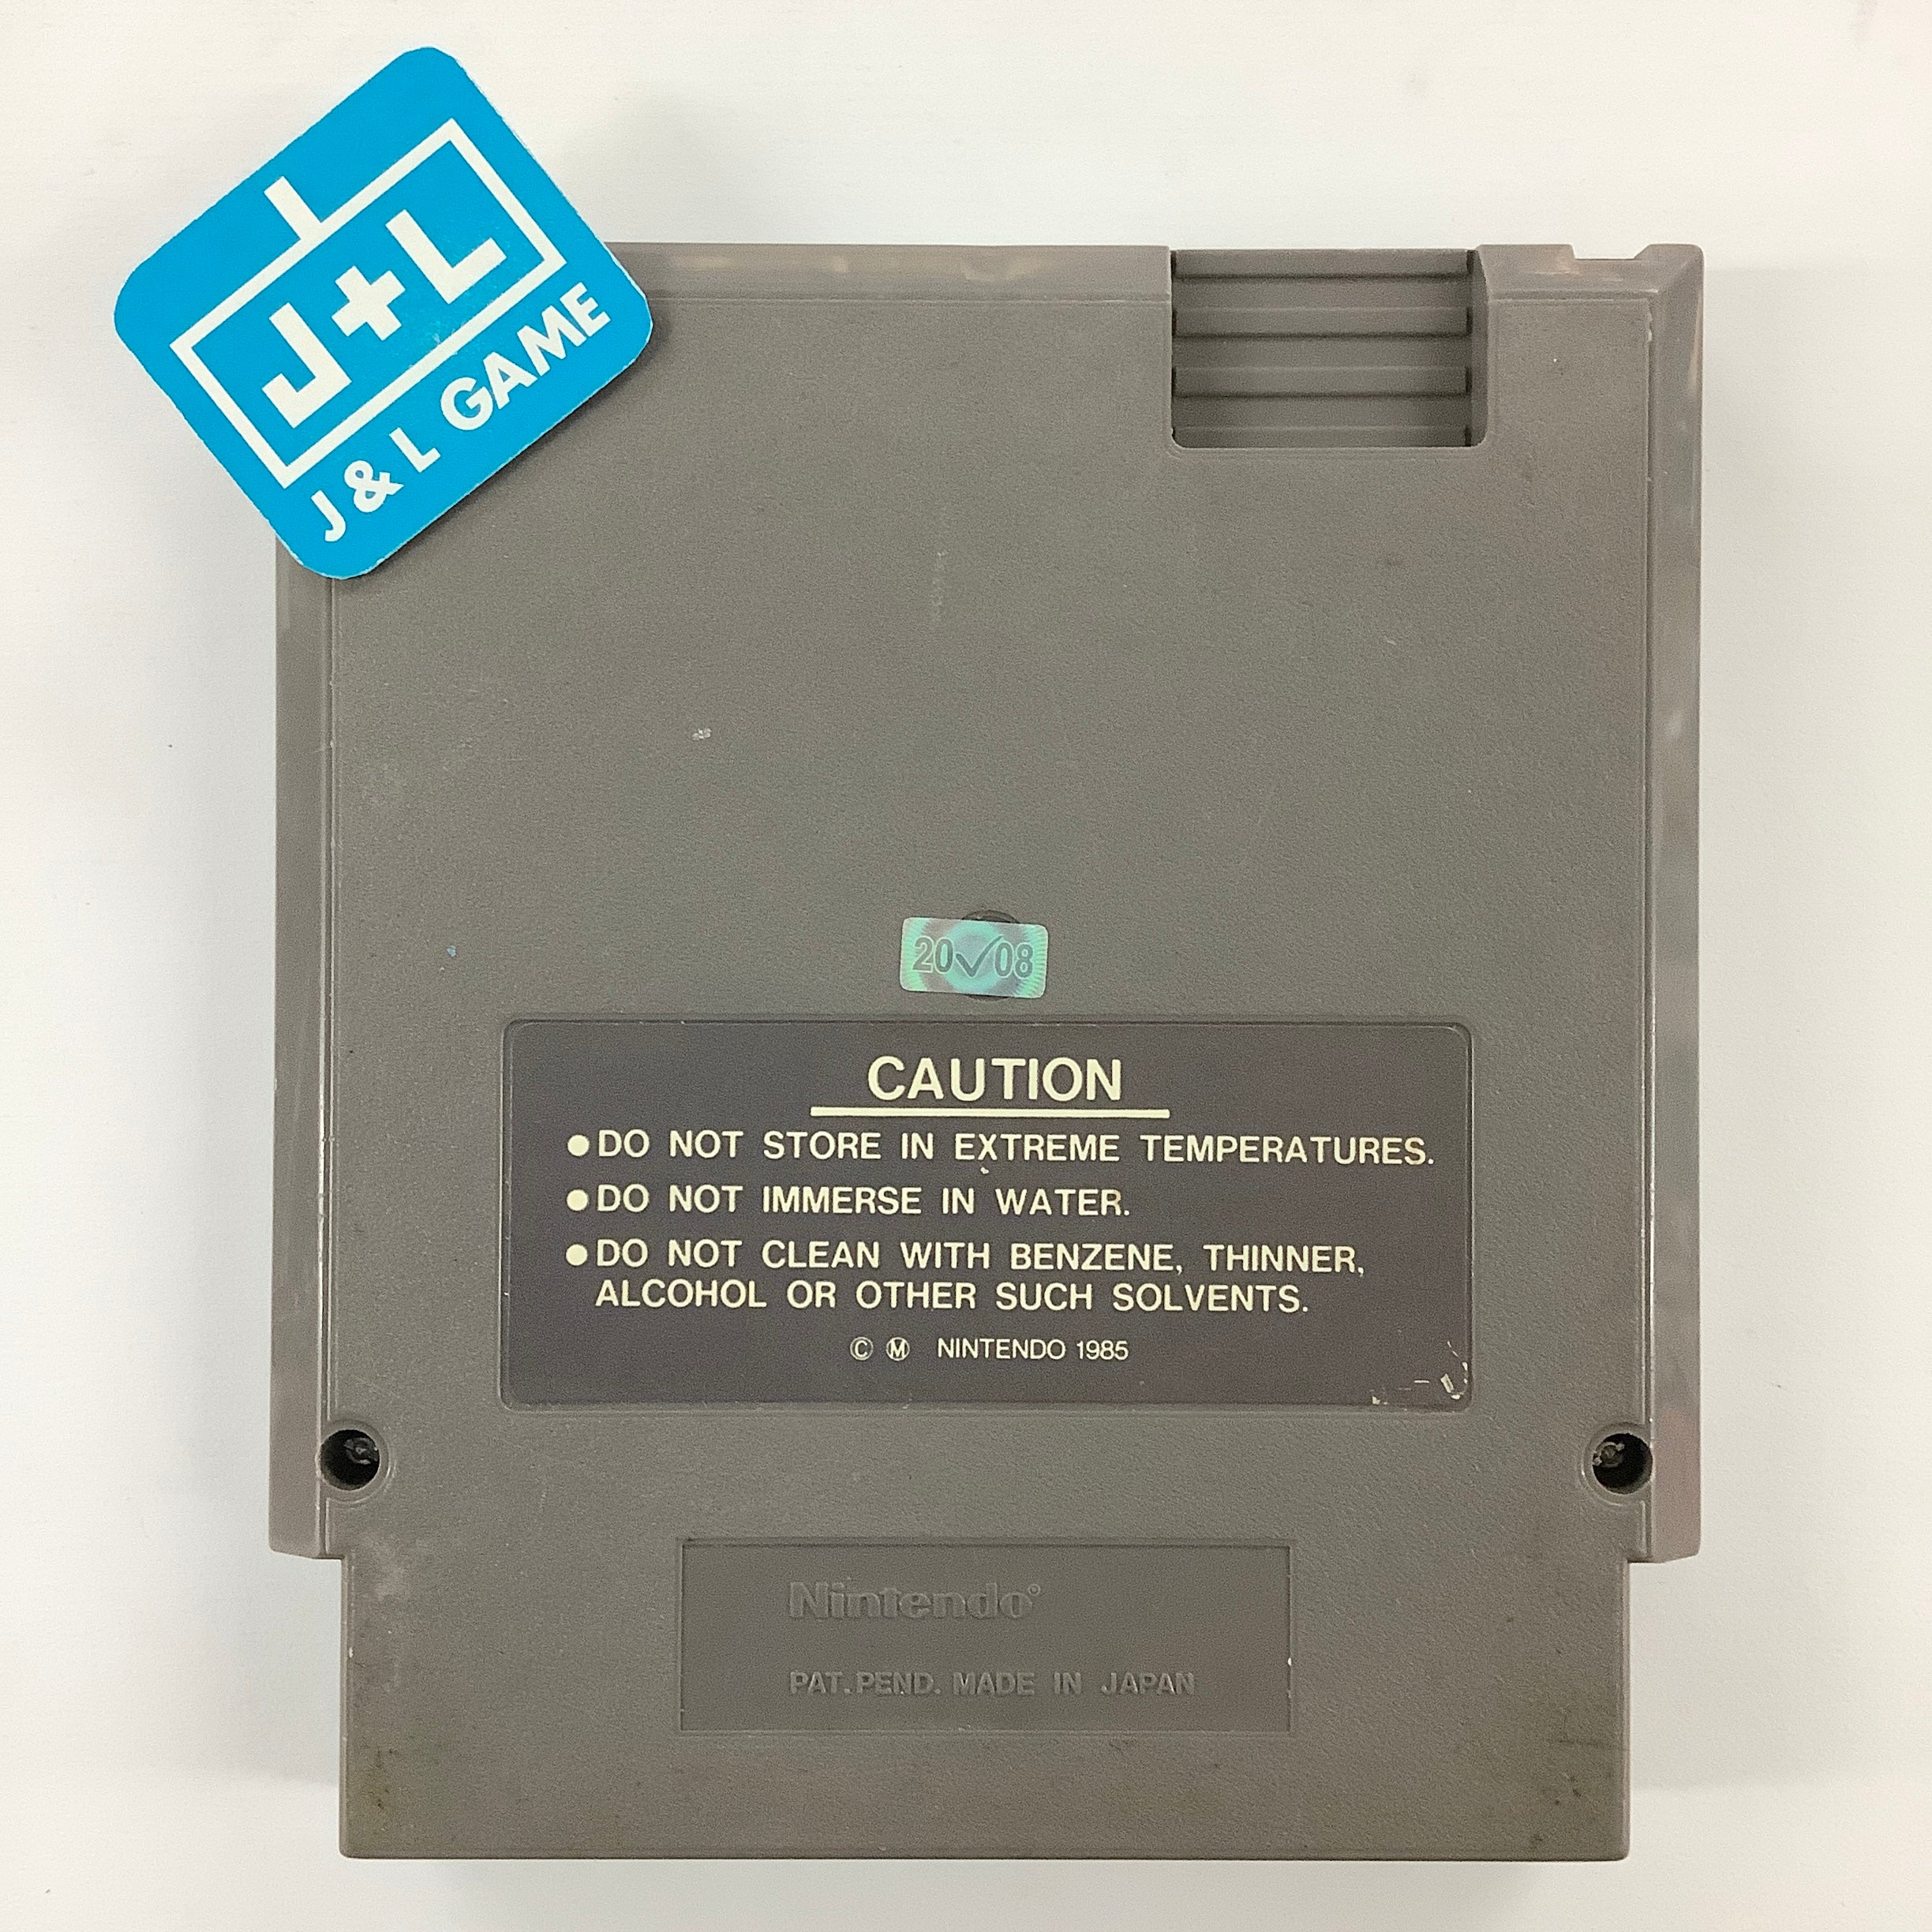 J+L
J & L GAME
20✓08
CAUTION
●DO NOT STORE IN EXTREME TEMPERATURES.
●DO NOT IMMERSE IN WATER.
●DO NOT CLEAN WITH BENZENE, THINNER,
ALCOHOL OR OTHER SUCH SOLVENTS.
© Ⓜ NINTENDO 1985
Nintendo®
PAT.PEND. MADE IN JAPAN